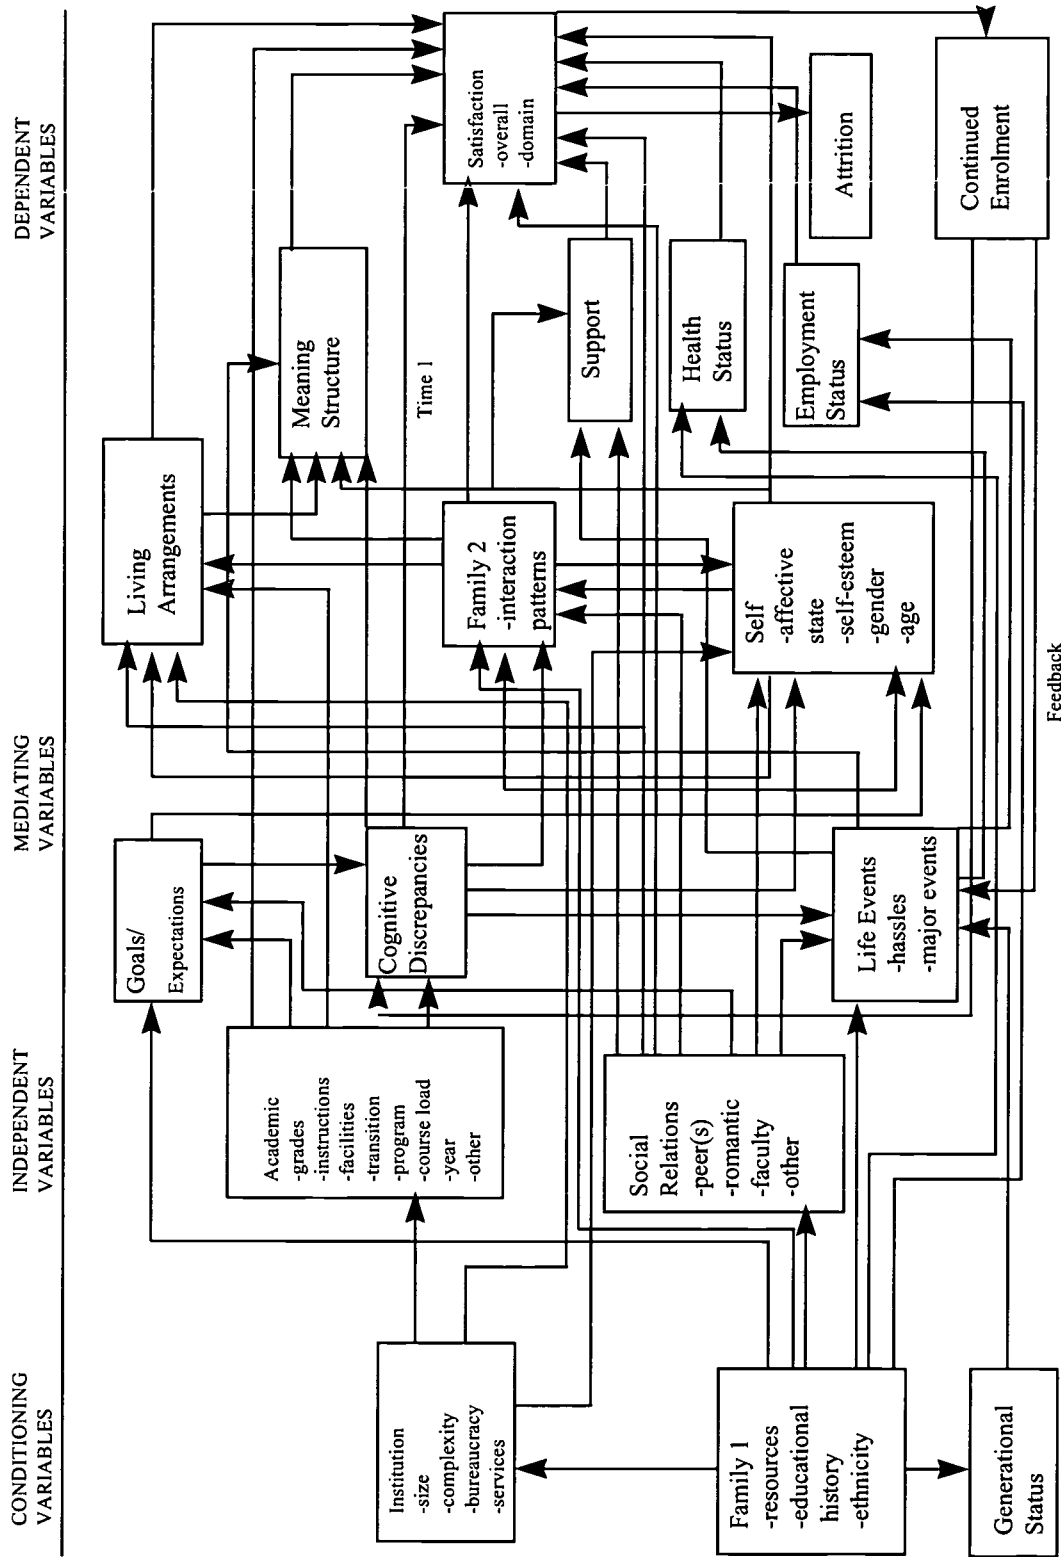 CONDITIONING
VARIABLES
INDEPENDENT
VARIABLES
MEDIATING
VARIABLES
DEPENDENT
VARIABLES
Institution
-size
-complexity
-bureaucracy
-services
Family 1
-resources
-educational
history
-ethnicity
Generational
Status
Academic
-grades
-instructions
-facilities
-transition
-program
-course load
-year
-other
Social
Relations
-peer(s)
-romantic
-faculty
-other
Goals/
Expectations
Cognitive
Discrepancies
Life Events
-hassles
-major events
Living
Arrangements
Family 2
-interaction
patterns
Self
-affective
state
-self-esteem
-gender
-age
Meaning
Structure
Time 1
Support
Health
Status
Employment
Status
Satisfaction
-overall
-domain
Attrition
Continued
Enrolment
Feedback